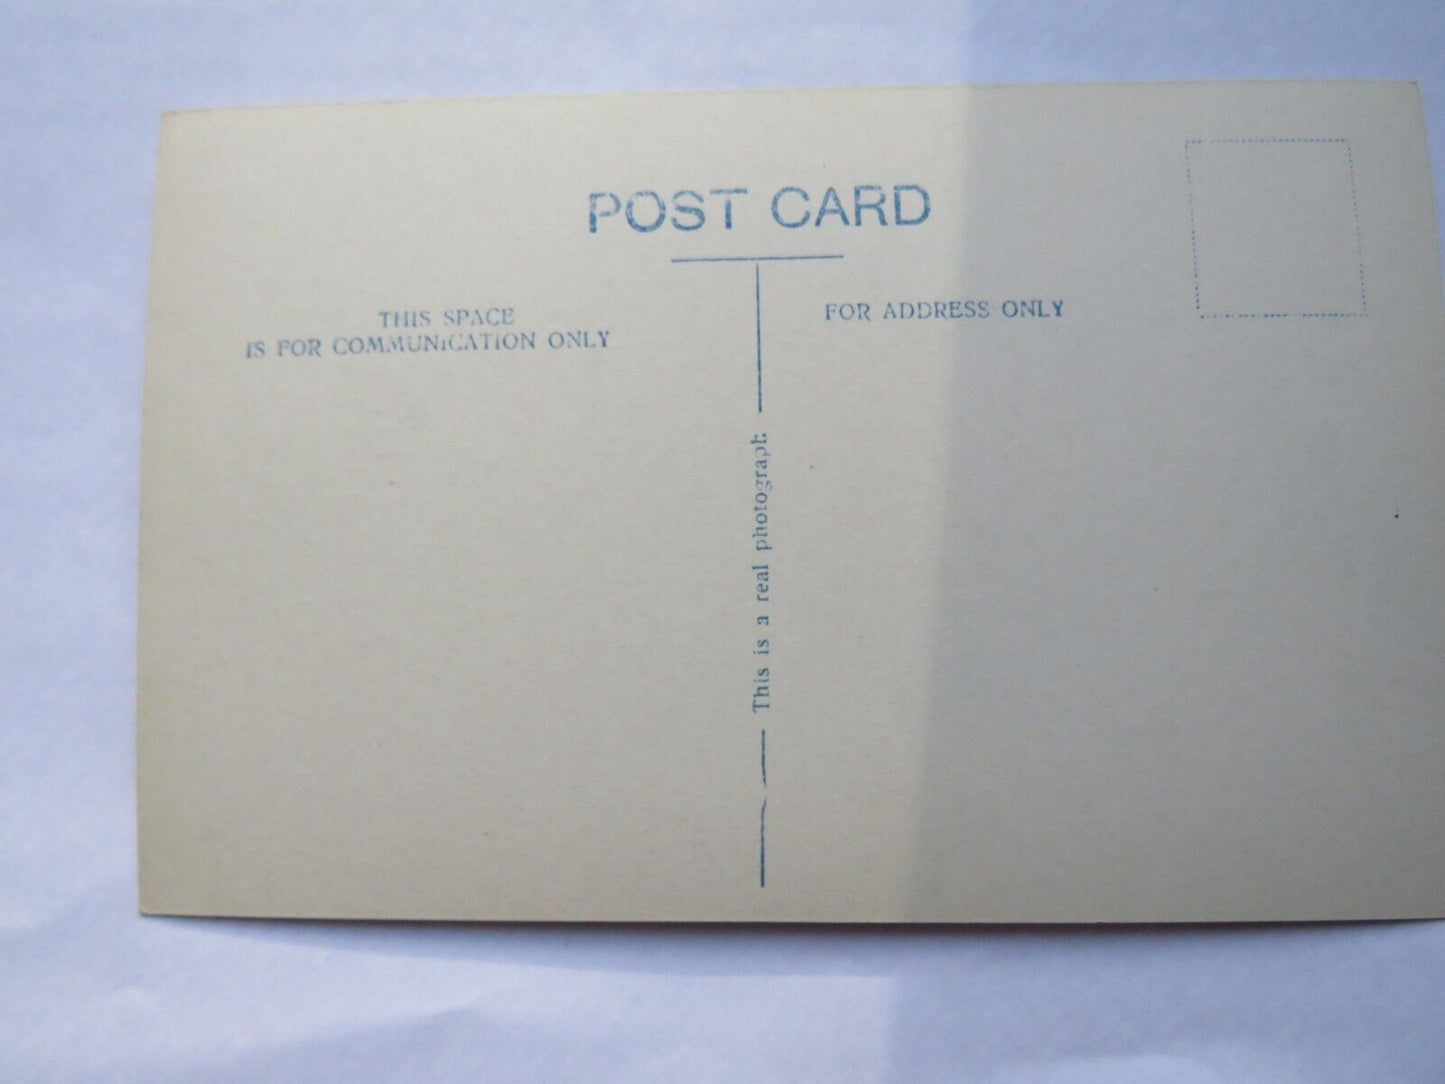 POST CARD
THIS SPACE
IS FOR COMMUNICATION ONLY
FOR ADDRESS ONLY
This is a real photograph